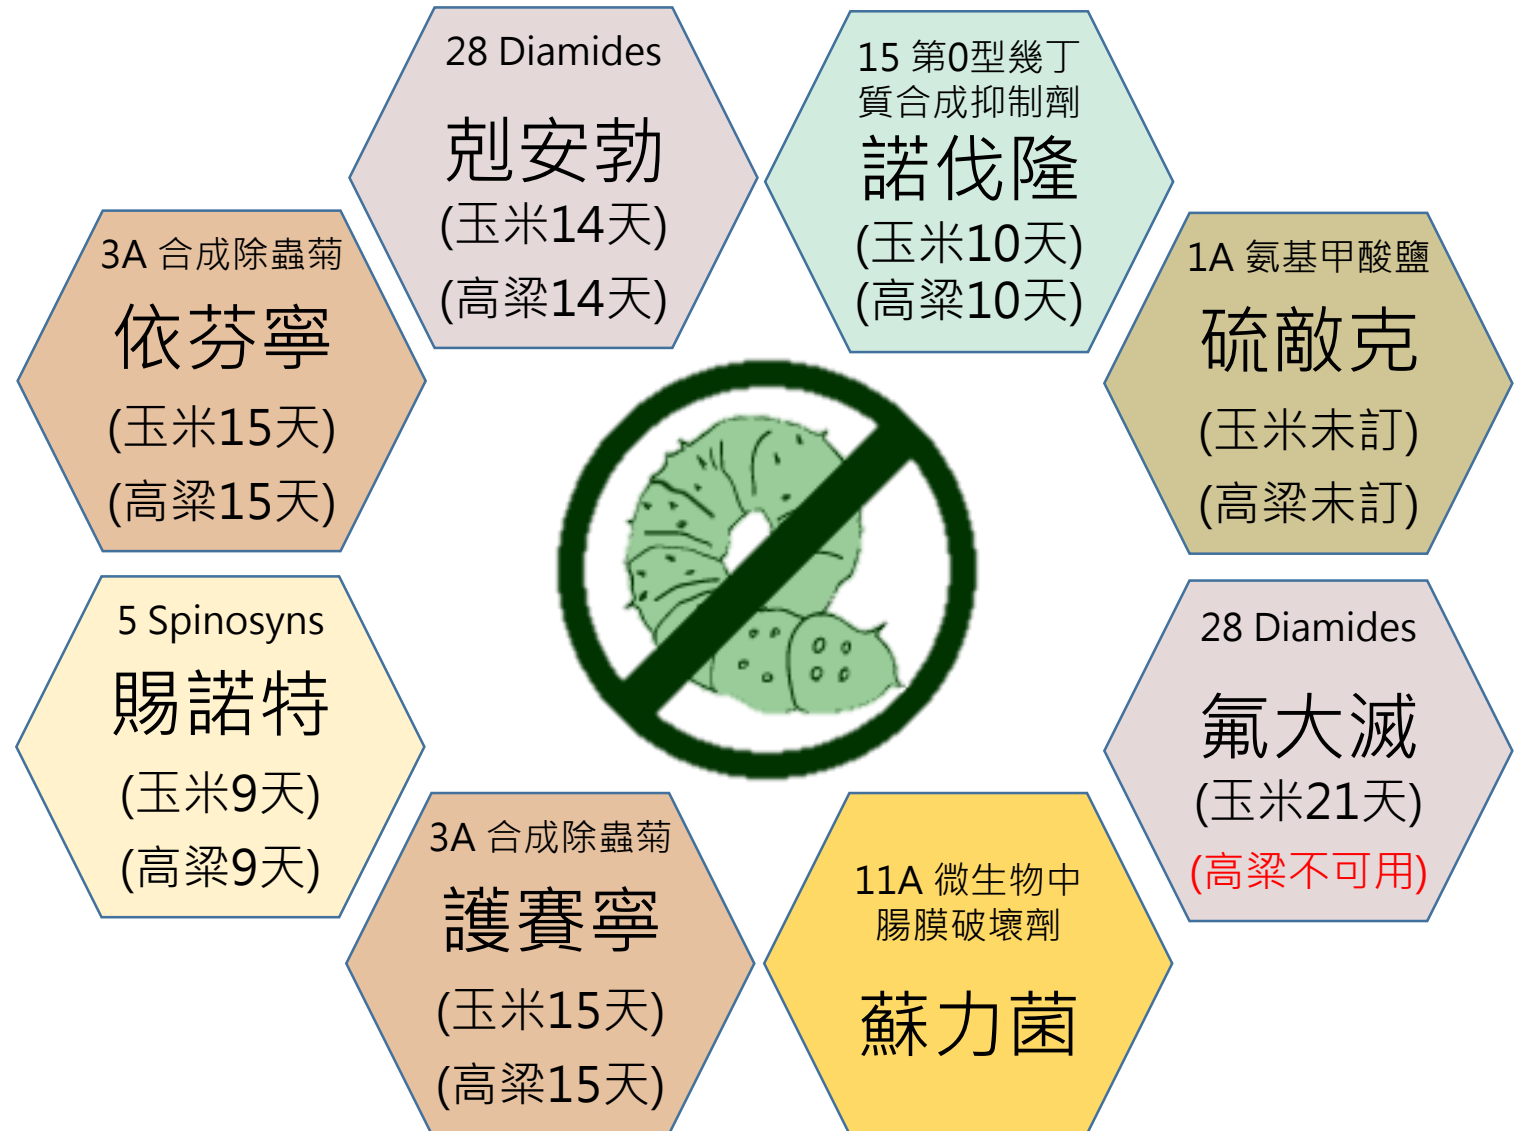 28 Diamides
剋安勃
(玉米14天)
(高粱14天)
15 第0型幾丁
質合成抑制劑
諾伐隆
(玉米10天)
(高粱10天)
3A 合成除蟲菊
依芬寧
(玉米15天)
(高粱15天)
1A 氨基甲酸鹽
硫敵克
(玉米未訂)
(高粱未訂)
5 Spinosyns
賜諾特
(玉米9天)
(高粱9天)
28 Diamides
氟大滅
(玉米21天)
(高粱不可用)
3A 合成除蟲菊
護賽寧
(玉米15天)
(高粱15天)
11A 微生物中
腸膜破壞劑
蘇力菌